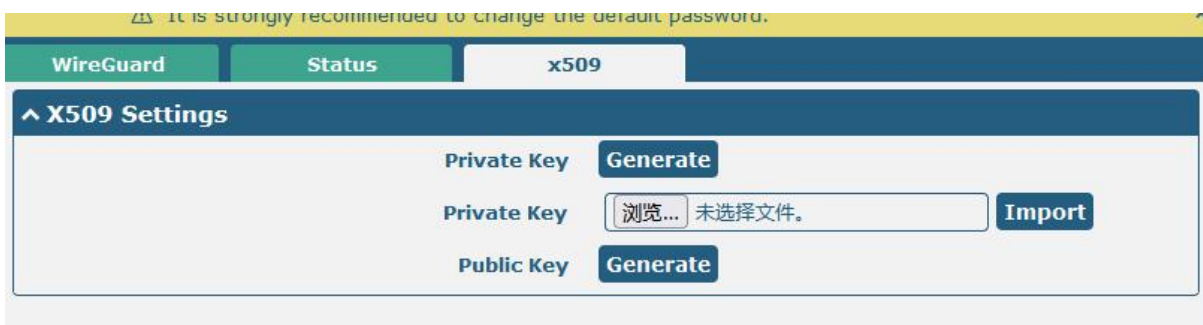 ⚠ It is strongly recommended to change the default password.
WireGuard Status x509
X509 Settings
Private Key Generate
Private Key 浏览... 未选择文件。 Import
Public Key Generate